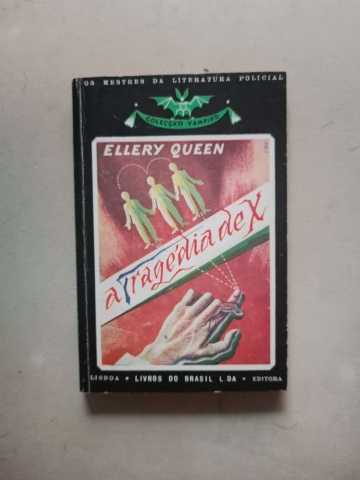 OS MESTRES DA LITERATURA POLICIAL
COLECÇÃO VAMPIRO
ELLERY QUEEN
a Tragédia de X
LISBOA • LIVROS DO BRASIL L.DA • EDITORA